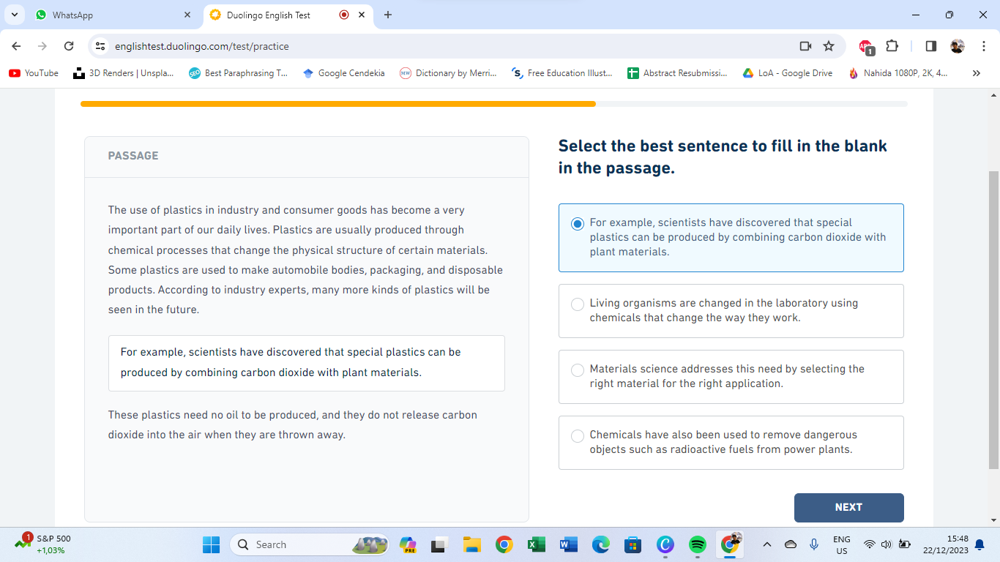 WhatsApp
Duolingo English Test
englishtest.duolingo.com/test/practice
1
YouTube
3D Renders | Unspla...
Best Paraphrasing T...
Google Cendekia
Dictionary by Merri...
Free Education Illust...
Abstract Resubmissi...
LoA - Google Drive
Nahida 1080P, 2K, 4...
PASSAGE
The use of plastics in industry and consumer goods has become a very
important part of our daily lives. Plastics are usually produced through
chemical processes that change the physical structure of certain materials.
Some plastics are used to make automobile bodies, packaging, and disposable
products. According to industry experts, many more kinds of plastics will be
seen in the future.
For example, scientists have discovered that special plastics can be
produced by combining carbon dioxide with plant materials.
These plastics need no oil to be produced, and they do not release carbon
dioxide into the air when they are thrown away.
Select the best sentence to fill in the blank
in the passage.
For example, scientists have discovered that special
plastics can be produced by combining carbon dioxide with
plant materials.
Living organisms are changed in the laboratory using
chemicals that change the way they work.
Materials science addresses this need by selecting the
right material for the right application.
Chemicals have also been used to remove dangerous
objects such as radioactive fuels from power plants.
NEXT
1
S&P 500
+1,03%
Search
PRE
ENG
US
15:48
22/12/2023